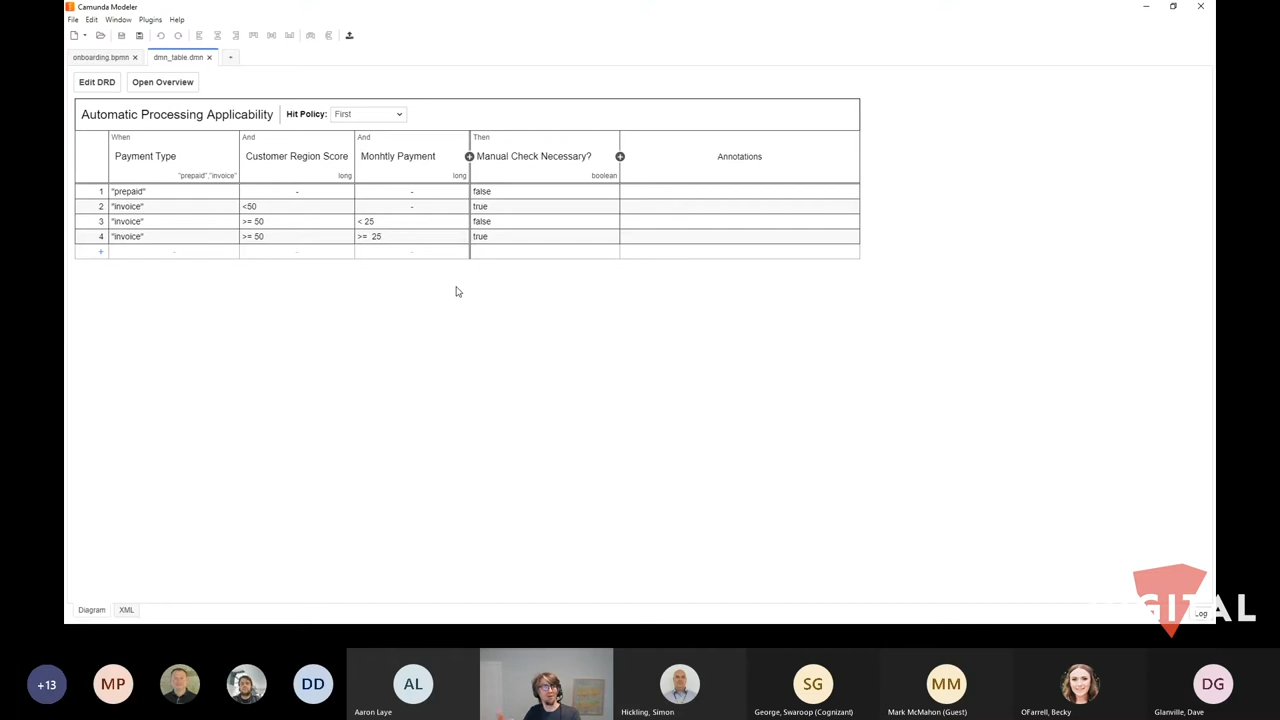 Camunda Modeler
File Edit Window Plugins Help
onboarding.bpmn × dmn_table.dmn × +
Edit DRD Open Overview
Automatic Processing Applicability Hit Policy: First
When And And Then
Payment Type Customer Region Score Monhtly Payment + Manual Check Necessary? + Annotations
"prepaid","invoice" long long boolean
1 "prepaid" - - false
2 "invoice" <50 - true
3 "invoice" >= 50 < 25 false
4 "invoice" >= 50 >= 25 true
+ - - -
Diagram XML
GITAL
Log
+13 MP DD AL SG MM DG
Aaron Laye Hickling, Simon George, Swaroop (Cognizant) Mark McMahon (Guest) OFarrell, Becky Glanville, Dave